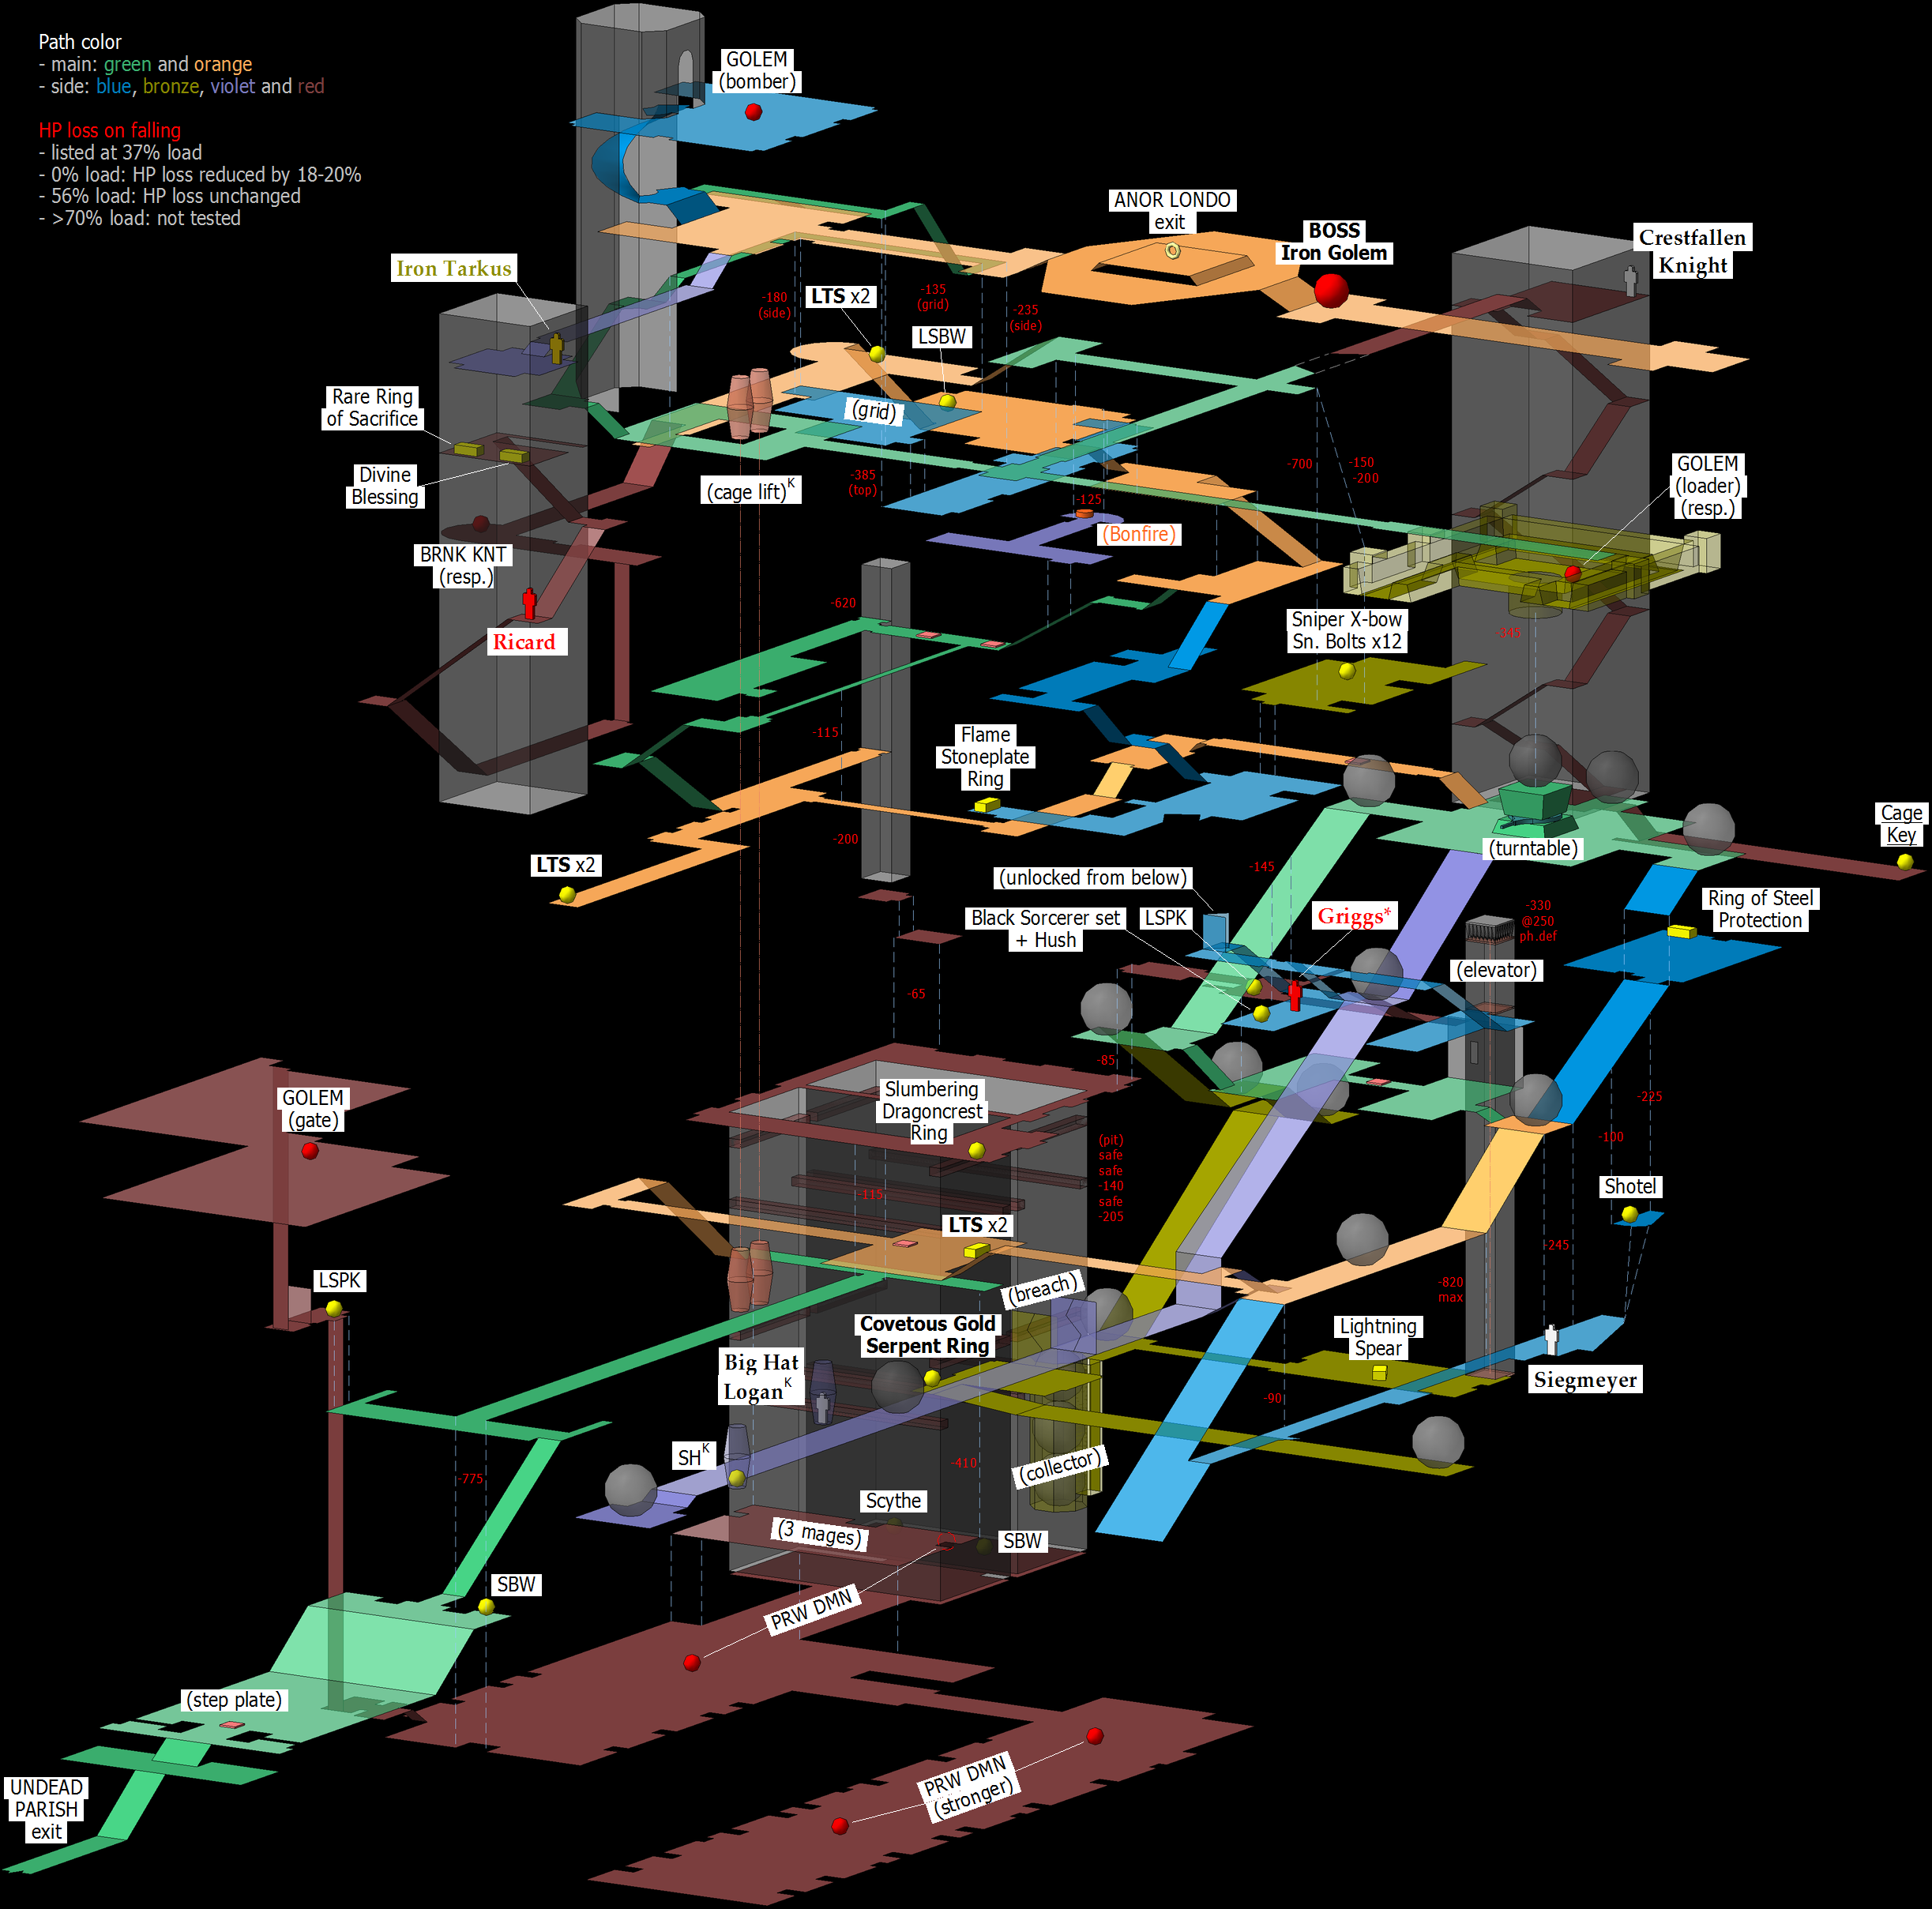 Path color
- main: green and orange
- side: blue, bronze, violet and red
HP loss on falling
- listed at 37% load
- 0% load: HP loss reduced by 18-20%
- 56% load: HP loss unchanged
- >70% load: not tested
GOLEM
(bomber)
ANOR LONDO
exit
BOSS
Iron Golem
Crestfallen
Knight
Iron Tarkus
-180
(side)
LTS x2
-135
(grid)
-235
(side)
LSBW
Rare Ring
of Sacrifice
(grid)
Divine
Blessing
(cage lift)K
-385
(top)
-700
-150
-200
GOLEM
(loader)
(resp.)
-125
(Bonfire)
BRNK KNT
(resp.)
Ricard
-620
Sniper X-bow
Sn. Bolts x12
-345
-115
Flame
Stoneplate
Ring
-200
LTS x2
(turntable)
Cage
Key
-145
(unlocked from below)
Black Sorcerer set
+ Hush
LSPK
Griggs*
-330
@250
ph.def
Ring of Steel
Protection
(elevator)
-65
-85
-225
-100
GOLEM
(gate)
Slumbering
Dragoncrest
Ring
(pit)
safe
safe
-140
safe
-205
-115
Shotel
LTS x2
-245
LSPK
(breach)
-820
max
Covetous Gold
Serpent Ring
Lightning
Spear
Big Hat
LoganK
Siegmeyer
-90
SHK
-410
(collector)
-775
Scythe
(3 mages)
SBW
SBW
PRW DMN
(step plate)
UNDEAD
PARISH
exit
PRW DMN
(stronger)